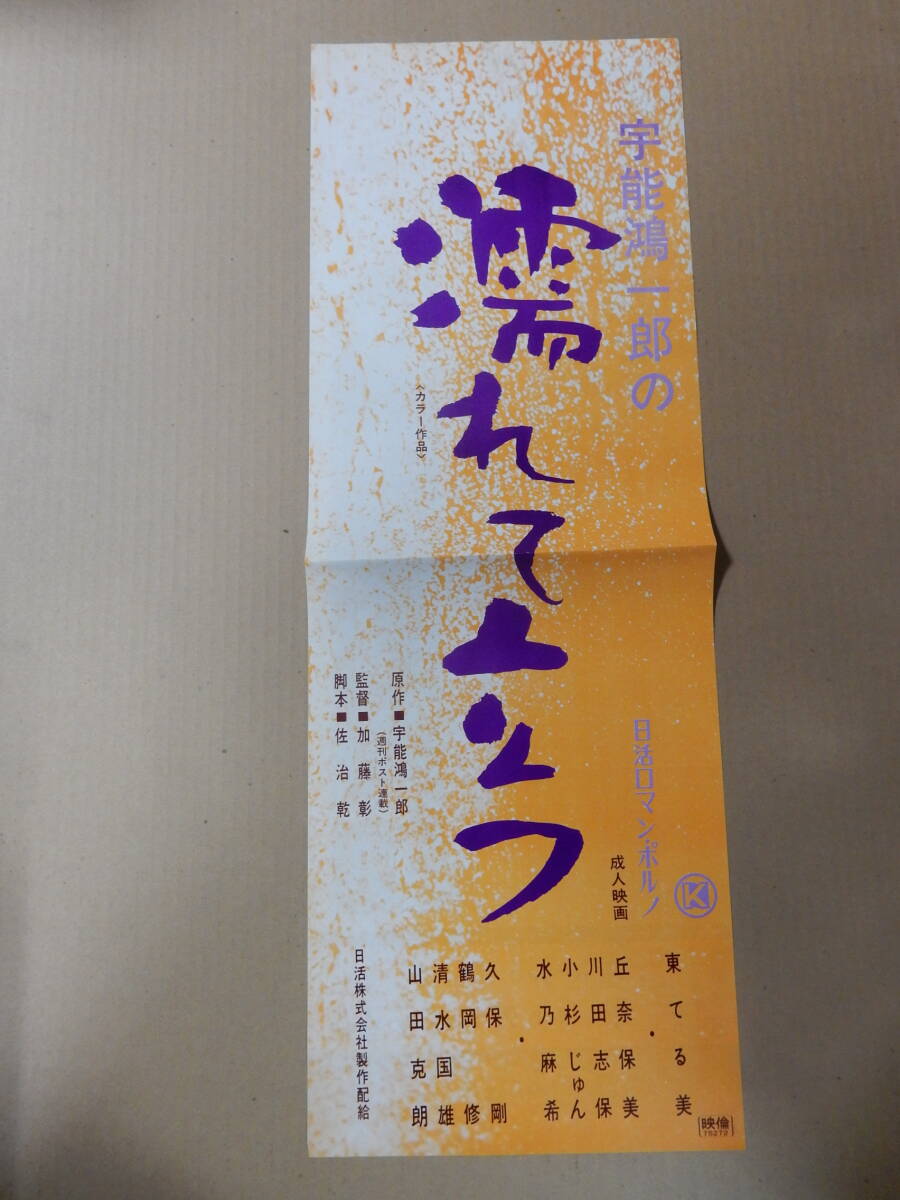 宇能鴻一郎の
濡れて立つ
〈カラー作品〉
日活ロマン・ポルノ
K
成人映画
原作■宇能鴻一郎
(週刊ポスト連載)
監督■加藤彰
脚本■佐治乾
東てる美
・
丘奈保美
川田志保
小杉じゅん
水乃麻希
・
久保剛
鶴岡修
清水国雄
山田克朗
日活株式会社製作配給
映倫
75272